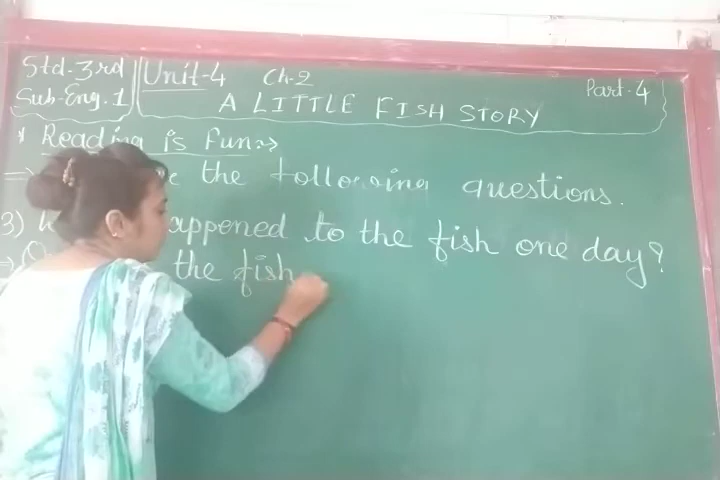 Std. 3rd Unit-4 Ch-2 Part-4
Sub-Eng. 1 A LITTLE FISH STORY
* Reading is Fun >>
=> the following questions.
3) appened to the fish one day?
=> the fish